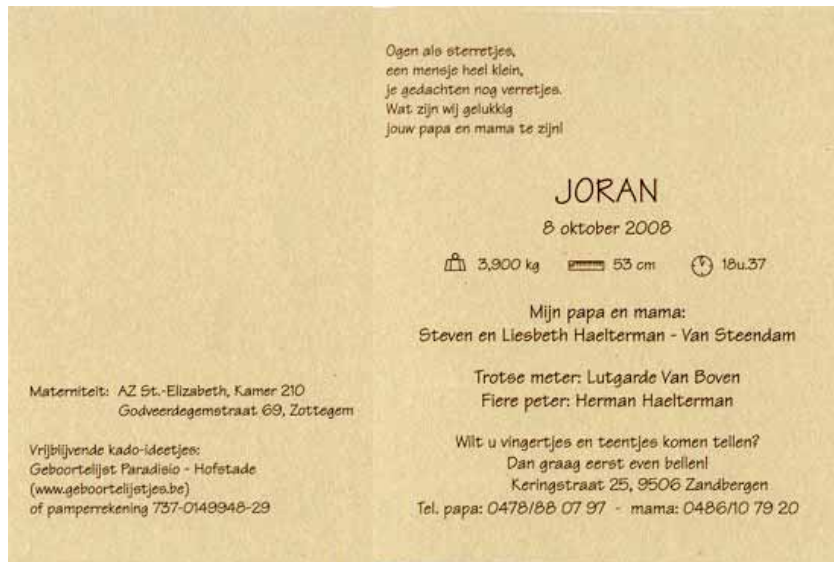 Ogen als sterretjes,
een mensje heel klein,
je gedachten nog verretjes.
Wat zijn wij gelukkig
jouw papa en mama te zijn!
JORAN
8 oktober 2008
3,900 kg 53 cm 18u.37
Mijn papa en mama:
Steven en Liesbeth Haelterman - Van Steendam
Trotse meter: Lutgarde Van Boven
Fiere peter: Herman Haelterman
Wilt u vingertjes en teentjes komen tellen?
Dan graag eerst even bellen!
Keringstraat 25, 9506 Zandbergen
Tel. papa: 0478/88 07 97 - mama: 0486/10 79 20
Materniteit: AZ St.-Elizabeth, Kamer 210
Godveerdegemstraat 69, Zottegem
Vrijblijvende kado-ideetjes:
Geboortelijst Paradisio - Hofstade
(www.geboortelijstjes.be)
of pamperrekening 737-0149948-29